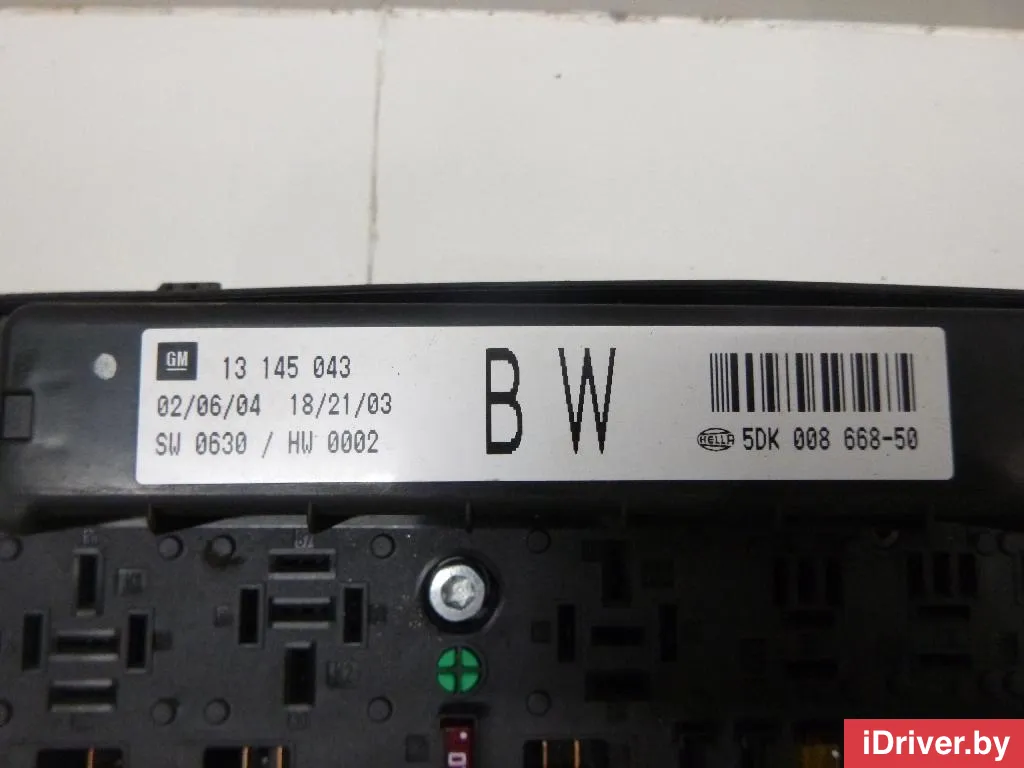 GM 13 145 043
02/06/04 18/21/03
SW 0630 / HW 0002
B W
HELLA 5DK 008 668-50
iDriver.by